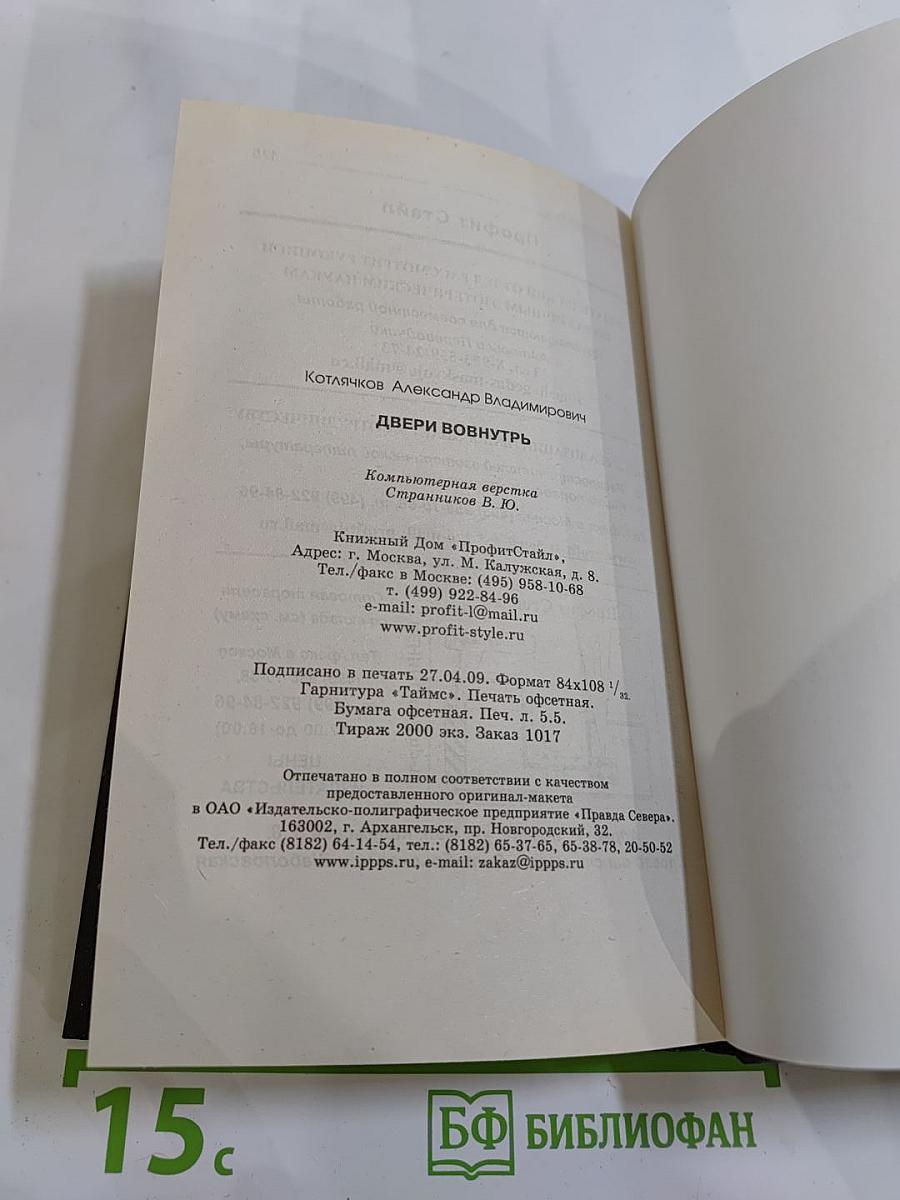 Котлячков Александр Владимирович
ДВЕРИ ВОВНУТРЬ
Компьютерная верстка
Странников В. Ю.
Книжный Дом «ПрофитСтайл»,
Адрес: г. Москва, ул. М. Калужская, д. 8.
Тел./факс в Москве: (495) 958-10-68
т. (499) 922-84-96
e-mail: profit-l@mail.ru
www.profit-style.ru
Подписано в печать 27.04.09. Формат 84х108 1/32.
Гарнитура «Таймс». Печать офсетная.
Бумага офсетная. Печ. л. 5.5.
Тираж 2000 экз. Заказ 1017
Отпечатано в полном соответствии с качеством
предоставленного оригинал-макета
в ОАО «Издательско-полиграфическое предприятие «Правда Севера».
163002, г. Архангельск, пр. Новгородский, 32.
Тел./факс (8182) 64-14-54, тел.: (8182) 65-37-65, 65-38-78, 20-50-52
www.ippps.ru, e-mail: zakaz@ippps.ru
15 с
БФ БИБЛИОФАН